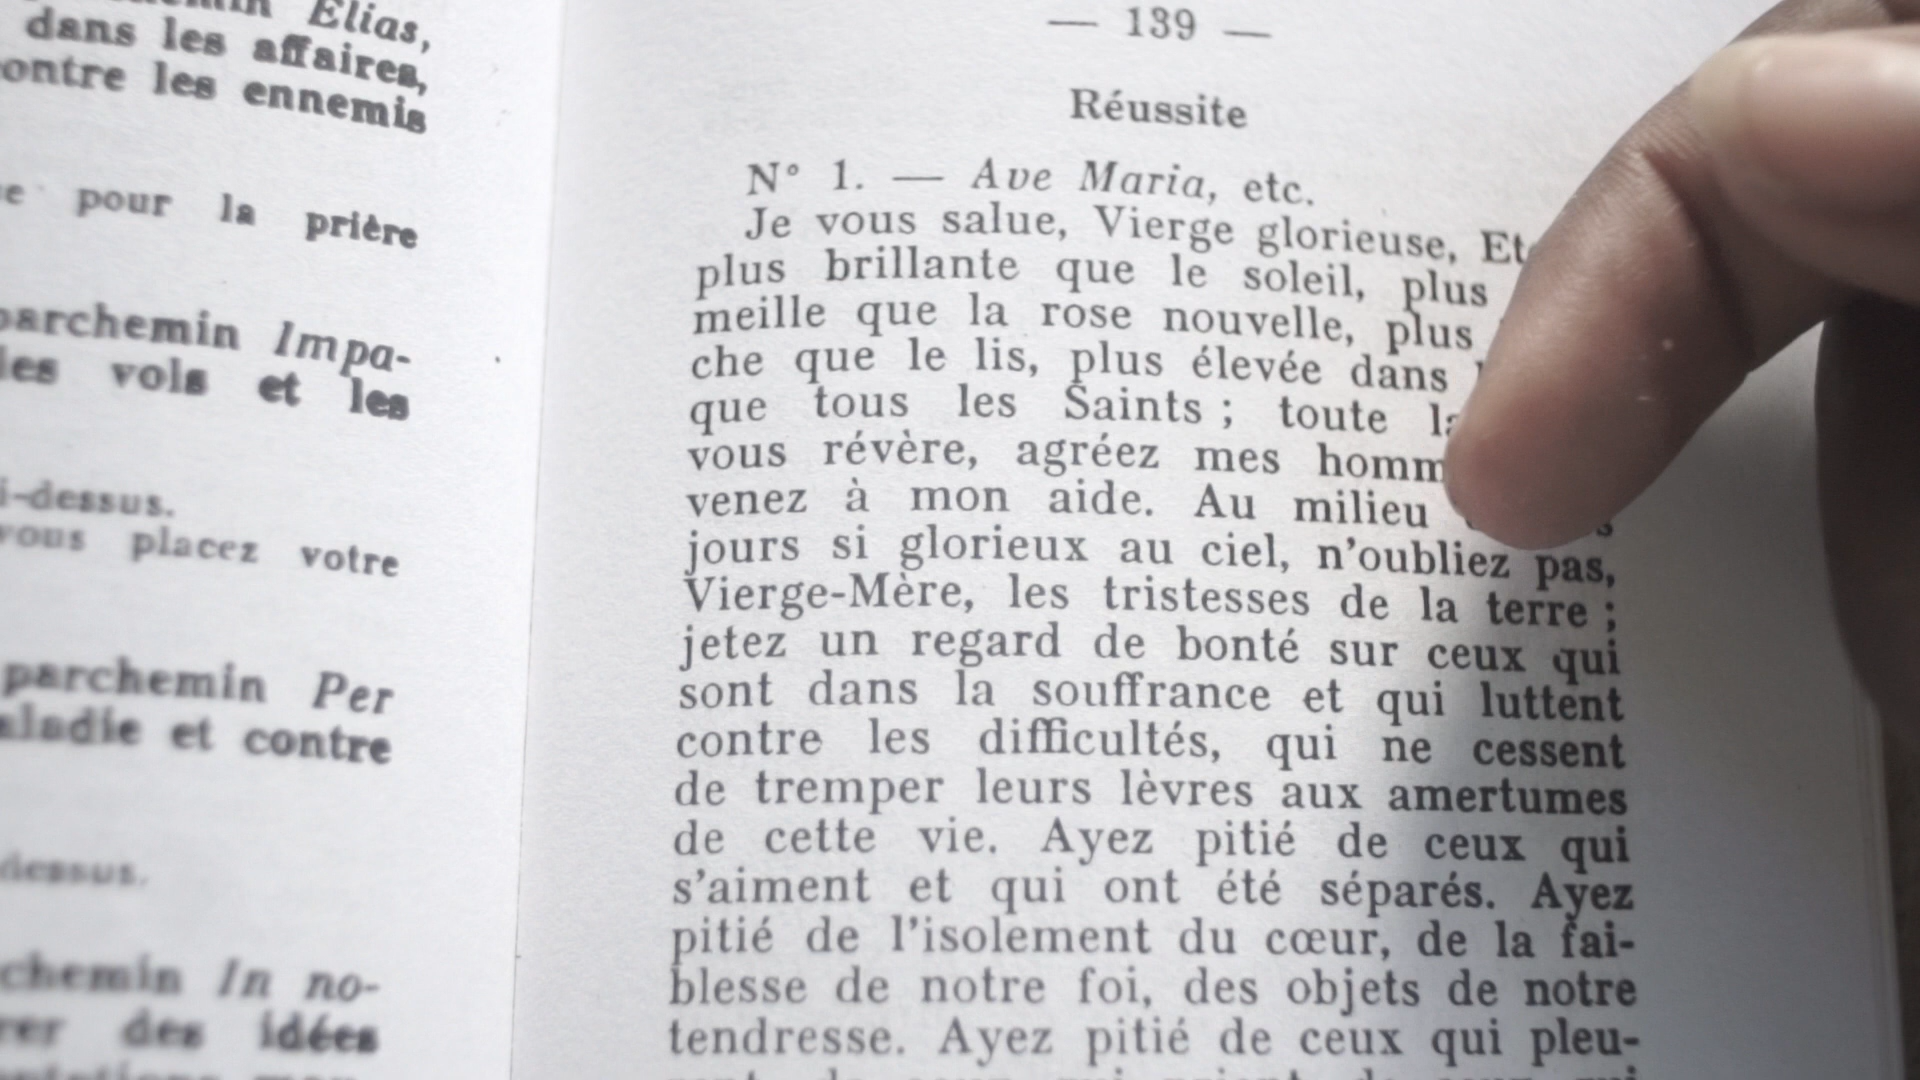 Elias,
dans les affaires,
contre les ennemis
pour la prière
parchemin Impa-
les vols et les
i-dessus.
vous placez votre
parchemin Per
maladie et contre
dessus.
chemin In no-
rer des idées
— 139 —
Réussite
N° 1. — Ave Maria, etc.
Je vous salue, Vierge glorieuse, Et
plus brillante que le soleil, plus
meille que la rose nouvelle, plus
che que le lis, plus élevée dans
que tous les Saints ; toute la
vous révère, agréez mes homm
venez à mon aide. Au milieu
jours si glorieux au ciel, n'oubliez pas,
Vierge-Mère, les tristesses de la terre ;
jetez un regard de bonté sur ceux qui
sont dans la souffrance et qui luttent
contre les difficultés, qui ne cessent
de tremper leurs lèvres aux amertumes
de cette vie. Ayez pitié de ceux qui
s'aiment et qui ont été séparés. Ayez
pitié de l'isolement du cœur, de la fai-
blesse de notre foi, des objets de notre
tendresse. Ayez pitié de ceux qui pleu-